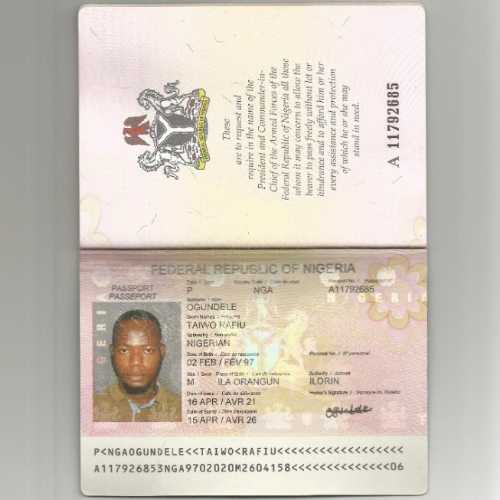 These
are to request and
require in the name of the
President and Commander-in-
Chief of the Armed Forces of the
Federal Republic of Nigeria all those
whom it may concern to allow the
bearer to pass freely without let or
hindrance and to afford him or her
every assistance and protection
of which he or she may
stand in need.
A 11792685
FEDERAL REPUBLIC OF NIGERIA
PASSPORT
PASSEPORT
P
NGA
A11792685
OGUNDELE
TAIWO RAFIU
NIGERIAN
02 FEB / FÉV 97
M
ILA ORANGUN
ILORIN
16 APR / AVR 21
15 APR / AVR 26
P<NGAOGUNDELE<<TAIWO<RAFIU<<<<<<<<<<<<<<<<<<
A117926853NGA9702020M2604158<<<<<<<<<<<<<<06